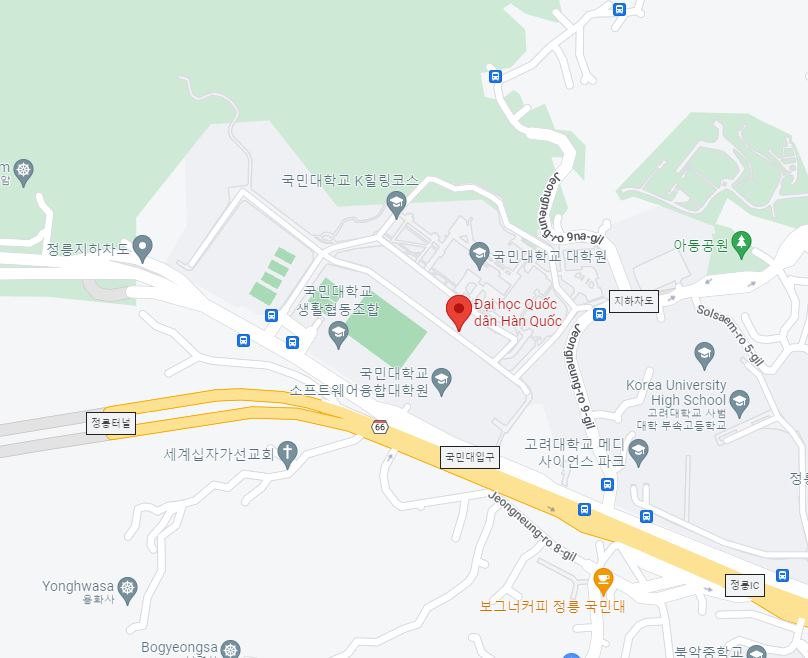 국민대학교 K힐링코스
Jeongneung-ro 9na-gil
m
암
정릉지하차도
국민대학교 대학원
아동공원
국민대학교
생활협동조합
Đại học Quốc
dân Hàn Quốc
지하차도
Solsaem-ro 5-gil
Jeongneung-ro 9-gil
국민대학교
소프트웨어융합대학원
Korea University
High School
고려대학교 사범
대학 부속고등학교
정릉터널
66
세계십자가선교회
국민대입구
고려대학교 메디
사이언스 파크
정릉
Jeongneung-ro 8-gil
Yonghwasa
용화사
보그너커피 정릉 국민대
정릉IC
Bogyeongsa
북악중학교